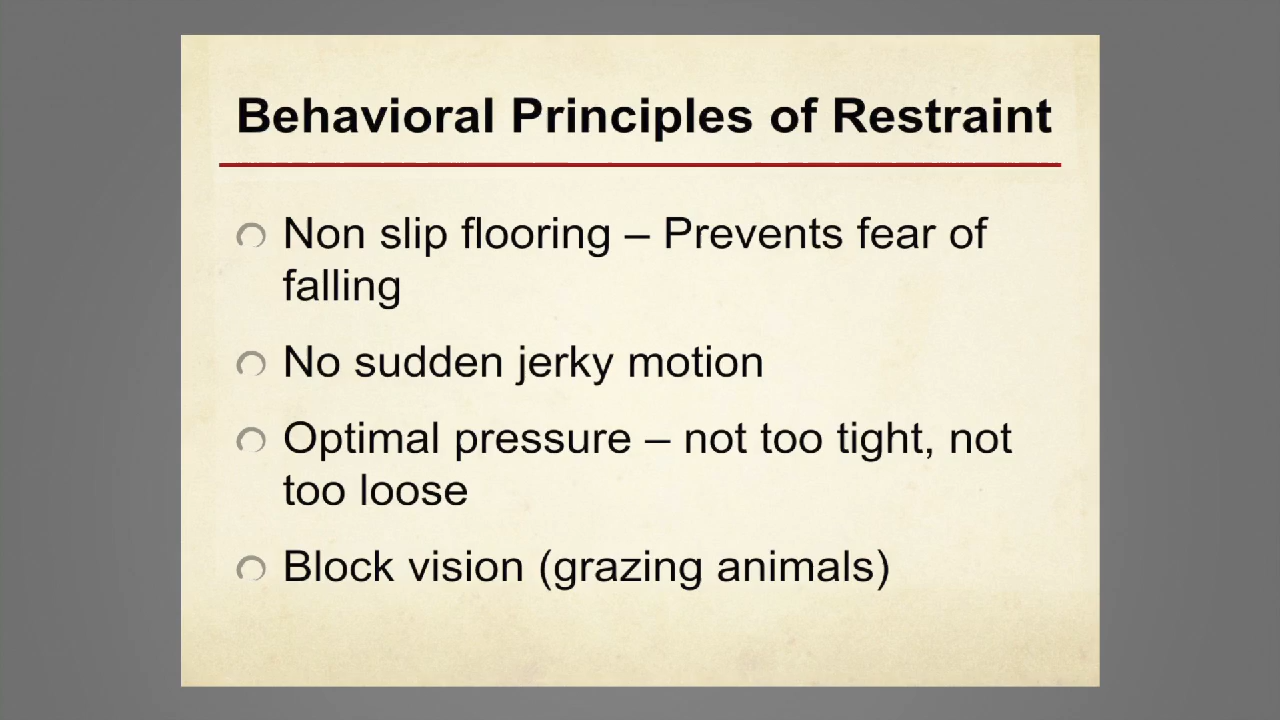 Behavioral Principles of Restraint
Non slip flooring – Prevents fear of
falling
No sudden jerky motion
Optimal pressure – not too tight, not
too loose
Block vision (grazing animals)